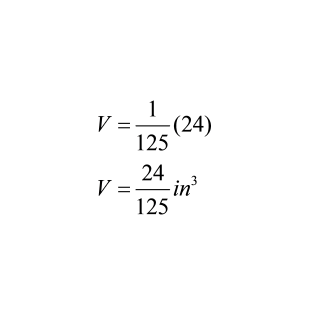 V = 1/125 (24)
V = 24/125 in³